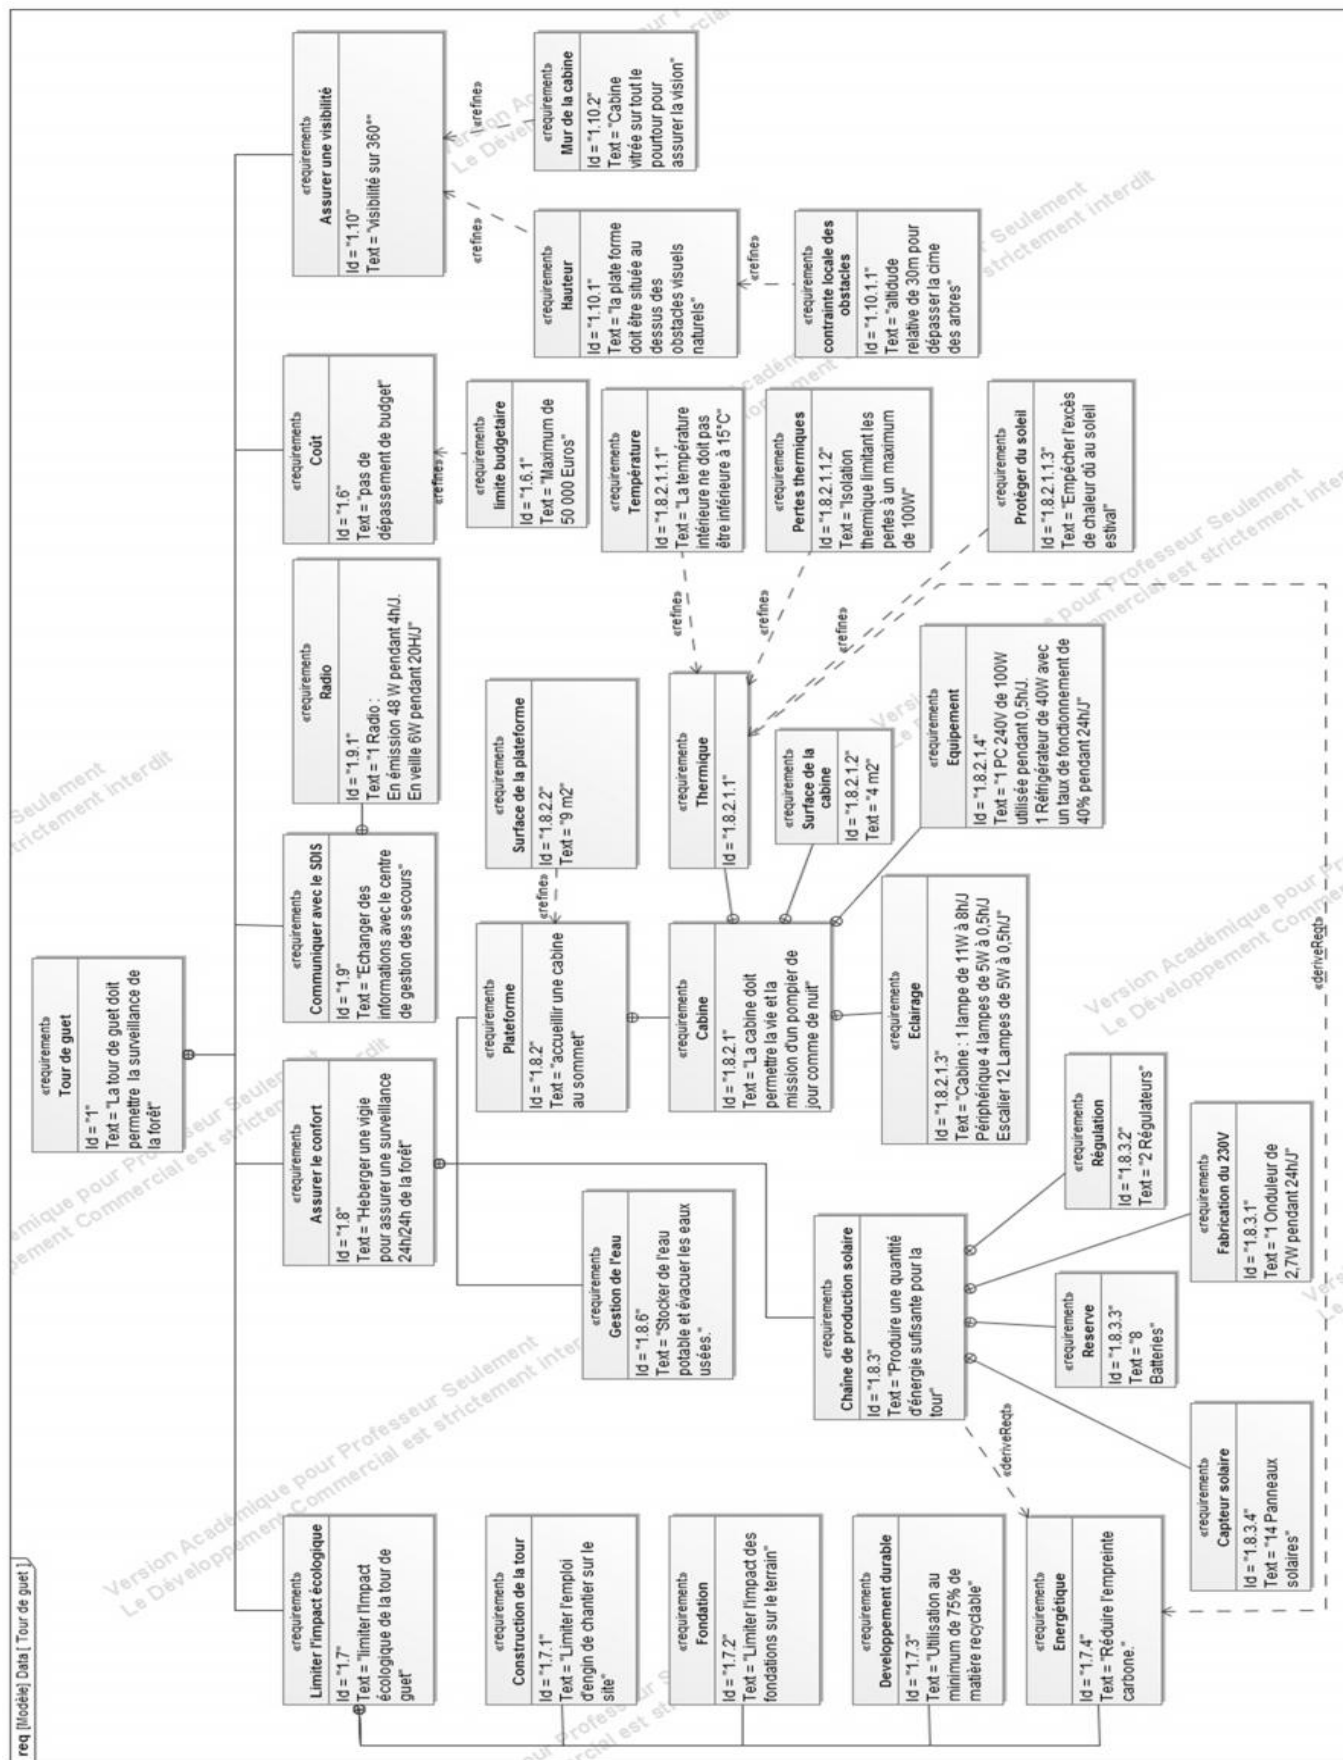 req [Modèle] Data [ Tour de guet ]
«requirement»
Tour de guet
Id = "1"
Text = "La tour de guet doit
permettre la surveillance de
la forêt"
«requirement»
Limiter l'impact écologique
Id = "1.7"
Text = "limiter l'impact
écologique de la tour de
guet"
«requirement»
Assurer le confort
Id = "1.8"
Text = "Heberger une vigie
pour assurer une surveillance
24h/24h de la forêt"
«requirement»
Communiquer avec le SDIS
Id = "1.9"
Text = "Echanger des
informations avec le centre
de gestion des secours"
«requirement»
Radio
Id = "1.9.1"
Text = "1 Radio :
En émission 48 W pendant 4h/J.
En veille 6W pendant 20H/J"
«requirement»
Coût
Id = "1.6"
Text = "pas de
dépassement de budget"
«requirement»
Assurer une visibilité
Id = "1.10"
Text = "visibilité sur 360°"
«refine»
«requirement»
limite budgetaire
Id = "1.6.1"
Text = "Maximum de
50 000 Euros"
«refine»
«refine»
«requirement»
Hauteur
Id = "1.10.1"
Text = "la plate forme
doit être située au
dessus des
obstacles visuels
naturels"
«requirement»
Mur de la cabine
Id = "1.10.2"
Text = "Cabine
vitrée sur tout le
pourtour pour
assurer la vision"
«refine»
«requirement»
contrainte locale des
obstacles
Id = "1.10.1.1"
Text = "altidude
relative de 30m pour
dépasser la cime
des arbres"
«requirement»
Construction de la tour
Id = "1.7.1"
Text = "Limiter l'emploi
d'engin de chantier sur le
site"
«requirement»
Fondation
Id = "1.7.2"
Text = "Limiter l'impact des
fondations sur le terrain"
«requirement»
Developpement durable
Id = "1.7.3"
Text = "Utilisation au
minimum de 75% de
matière recyclable"
«requirement»
Energétique
Id = "1.7.4"
Text = "Réduire l'empreinte
carbone."
«requirement»
Gestion de l'eau
Id = "1.8.6"
Text = "Stocker de l'eau
potable et évacuer les eaux
usées."
«requirement»
Plateforme
Id = "1.8.2"
Text = "accueillir une cabine
au sommet"
«refine»
«requirement»
Surface de la plateforme
Id = "1.8.2.2"
Text = "9 m2"
«requirement»
Cabine
Id = "1.8.2.1"
Text = "La cabine doit
permettre la vie et la
mission d'un pompier de
jour comme de nuit"
«requirement»
Thermique
Id = "1.8.2.1.1"
«refine»
«refine»
«refine»
«requirement»
Température
Id = "1.8.2.1.1.1"
Text = "La température
intérieure ne doit pas
être inférieure à 15°C"
«requirement»
Pertes thermiques
Id = "1.8.2.1.1.2"
Text = "Isolation
thermique limitant les
pertes à un maximum
de 100W"
«requirement»
Protéger du soleil
Id = "1.8.2.1.1.3"
Text = "Empécher l'excès
de chaleur dû au soleil
estival"
«requirement»
Surface de la
cabine
Id = "1.8.2.1.2"
Text = "4 m2"
«requirement»
Eclairage
Id = "1.8.2.1.3"
Text = "Cabine : 1 lampe de 11W à 8h/J
Périphérique 4 lampes de 5W à 0,5h/J
Escalier 12 Lampes de 5W à 0,5h/J"
«requirement»
Equipement
Id = "1.8.2.1.4"
Text = "1 PC 240V de 100W
utilisée pendant 0,5h/J.
1 Réfrigérateur de 40W avec
un taux de fonctionnement de
40% pendant 24h/J"
«requirement»
Chaîne de production solaire
Id = "1.8.3"
Text = "Produire une quantité
d'énergie sufisante pour la
tour"
«deriveReqt»
«deriveReqt»
«requirement»
Capteur solaire
Id = "1.8.3.4"
Text = "14 Panneaux
solaires"
«requirement»
Reserve
Id = "1.8.3.3"
Text = "8
Batteries"
«requirement»
Fabrication du 230V
Id = "1.8.3.1"
Text = "1 Onduleur de
2,7W pendant 24h/J"
«requirement»
Régulation
Id = "1.8.3.2"
Text = "2 Régulateurs"
Version Académique pour Professeur Seulement
Le Développement Commercial est strictement interdit